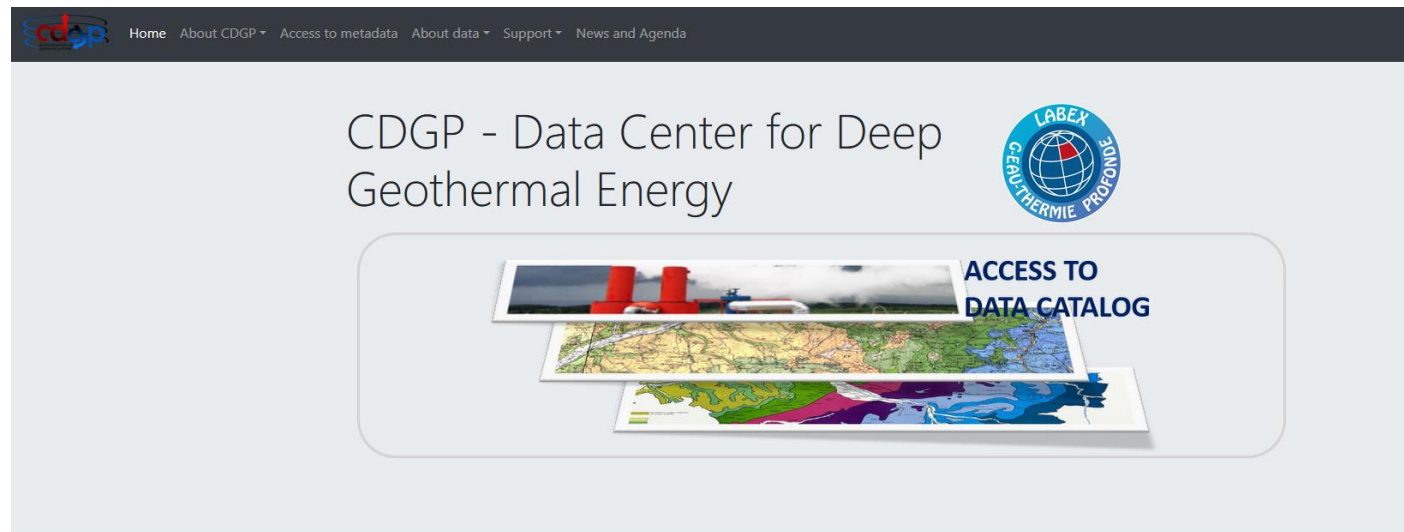 cdgp
Home About CDGP Access to metadata About data Support News and Agenda
CDGP - Data Center for Deep
Geothermal Energy
LABEX
G-EAU-THERMIE PROFONDE
ACCESS TO
DATA CATALOG